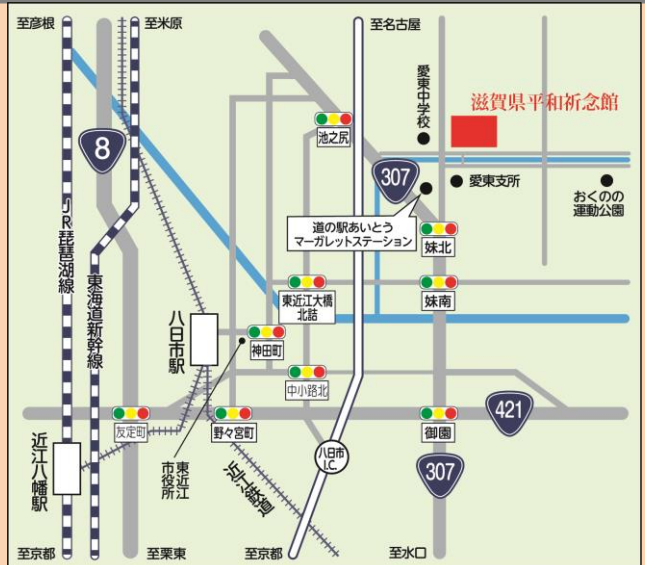 至彦根
至米原
至名古屋
愛東中学校
滋賀県平和祈念館
池之尻
8
307
愛東支所
おくのの
運動公園
道の駅あいとう
マーガレットステーション
妹北
JR琵琶湖線
東海道新幹線
東近江大橋
北詰
妹南
八日市駅
神田町
中小路北
421
友定町
野々宮町
御園
近江八幡駅
東近江
市役所
近江鉄道
八日市
I.C.
307
至京都
至栗東
至京都
至水口